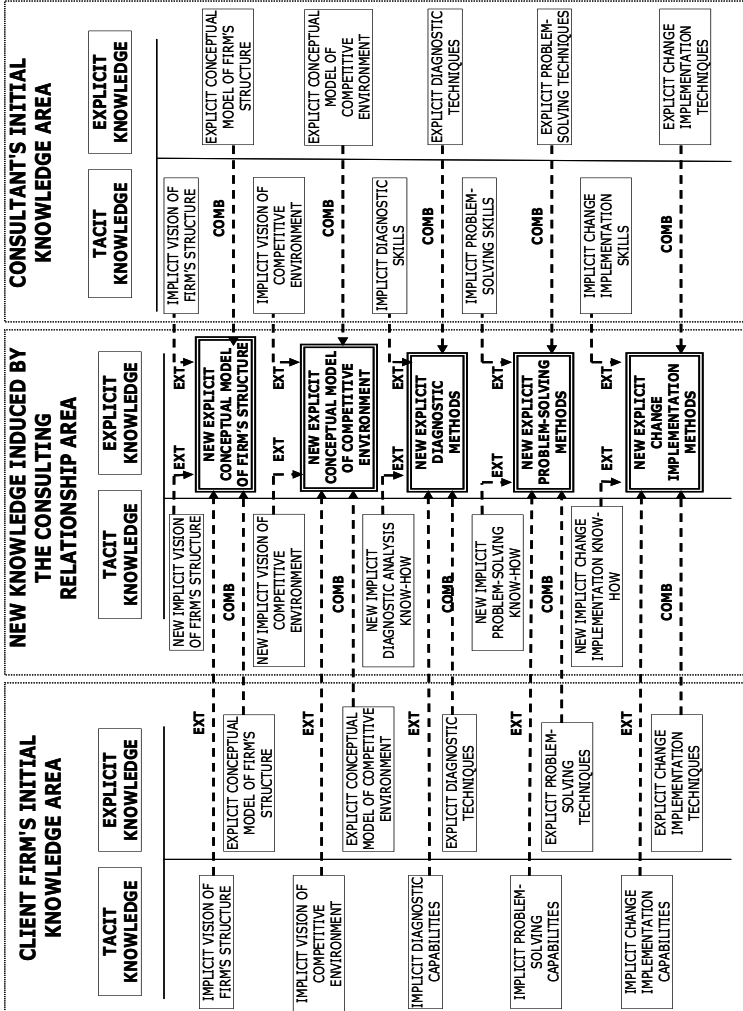 CLIENT FIRM'S INITIAL
KNOWLEDGE AREA
NEW KNOWLEDGE INDUCED BY
THE CONSULTING
RELATIONSHIP AREA
CONSULTANT'S INITIAL
KNOWLEDGE AREA
TACIT
KNOWLEDGE
EXPLICIT
KNOWLEDGE
TACIT
KNOWLEDGE
EXPLICIT
KNOWLEDGE
TACIT
KNOWLEDGE
EXPLICIT
KNOWLEDGE
IMPLICIT VISION OF
FIRM'S STRUCTURE
EXT
EXPLICIT CONCEPTUAL
MODEL OF FIRM'S
STRUCTURE
NEW IMPLICIT VISION
OF FIRM'S STRUCTURE
COMB
EXT
NEW EXPLICIT
CONCEPTUAL MODEL
OF FIRM'S STRUCTURE
EXT
IMPLICIT VISION OF
FIRM'S STRUCTURE
COMB
EXPLICIT CONCEPTUAL
MODEL OF FIRM'S
STRUCTURE
IMPLICIT VISION OF
COMPETITIVE
ENVIRONMENT
EXT
EXPLICIT CONCEPTUAL
MODEL OF COMPETITIVE
ENVIRONMENT
NEW IMPLICIT VISION OF
COMPETITIVE
ENVIRONMENT
COMB
EXT
NEW EXPLICIT
CONCEPTUAL MODEL
OF COMPETITIVE
ENVIRONMENT
EXT
IMPLICIT VISION OF
COMPETITIVE
ENVIRONMENT
COMB
EXPLICIT CONCEPTUAL
MODEL OF
COMPETITIVE
ENVIRONMENT
IMPLICIT DIAGNOSTIC
CAPABILITIES
EXT
EXPLICIT DIAGNOSTIC
TECHNIQUES
NEW IMPLICIT
DIAGNOSTIC ANALYSIS
KNOW-HOW
COMB
EXT
NEW EXPLICIT
DIAGNOSTIC
METHODS
EXT
IMPLICIT DIAGNOSTIC
SKILLS
COMB
EXPLICIT DIAGNOSTIC
TECHNIQUES
IMPLICIT PROBLEM-
SOLVING
CAPABILITIES
EXT
EXPLICIT PROBLEM-
SOLVING
TECHNIQUES
NEW IMPLICIT
PROBLEM-SOLVING
KNOW-HOW
COMB
EXT
NEW EXPLICIT
PROBLEM-SOLVING
METHODS
EXT
IMPLICIT PROBLEM-
SOLVING SKILLS
COMB
EXPLICIT PROBLEM-
SOLVING TECHNIQUES
IMPLICIT CHANGE
IMPLEMENTATION
CAPABILITIES
EXT
EXPLICIT CHANGE
IMPLEMENTATION
TECHNIQUES
NEW IMPLICIT CHANGE
IMPLEMENTATION KNOW-
HOW
COMB
EXT
NEW EXPLICIT
CHANGE
IMPLEMENTATION
METHODS
EXT
IMPLICIT CHANGE
IMPLEMENTATION
SKILLS
COMB
EXPLICIT CHANGE
IMPLEMENTATION
TECHNIQUES